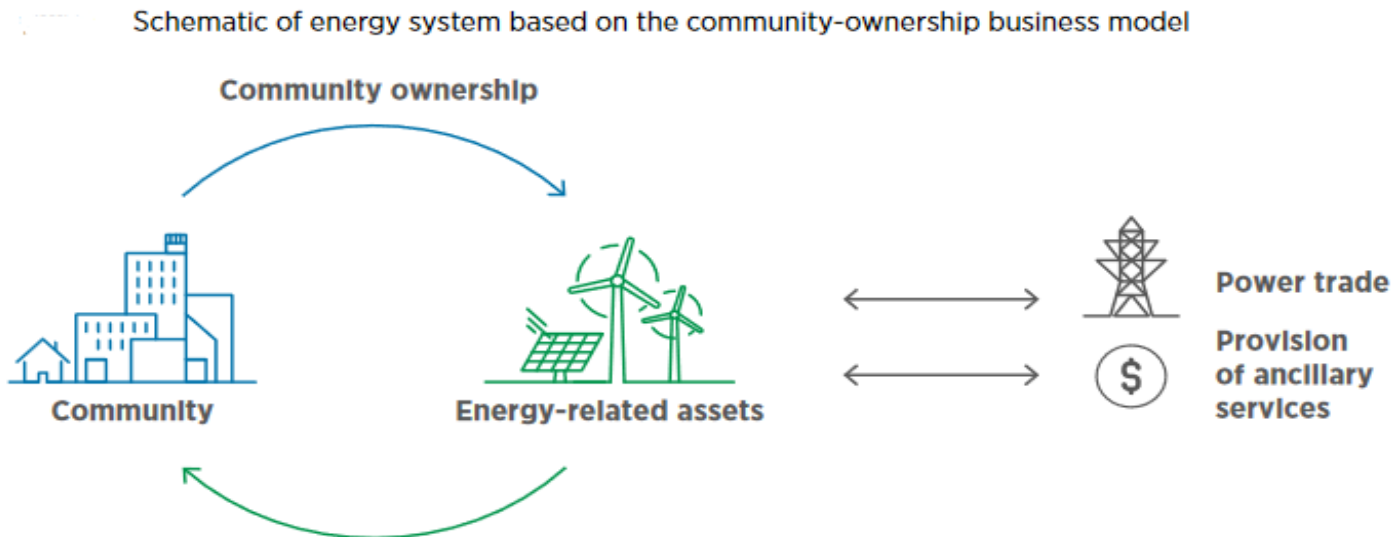 Schematic of energy system based on the community-ownership business model
Community ownership
Community
Energy-related assets
Power trade
Provision
of ancillary
services
$